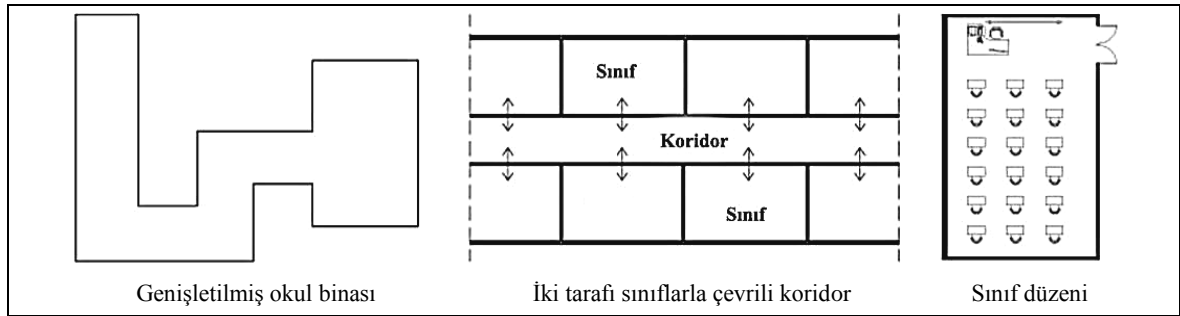 Sınıf
Koridor
Sınıf
Genişletilmiş okul binası
İki tarafı sınıflarla çevrili koridor
Sınıf düzeni